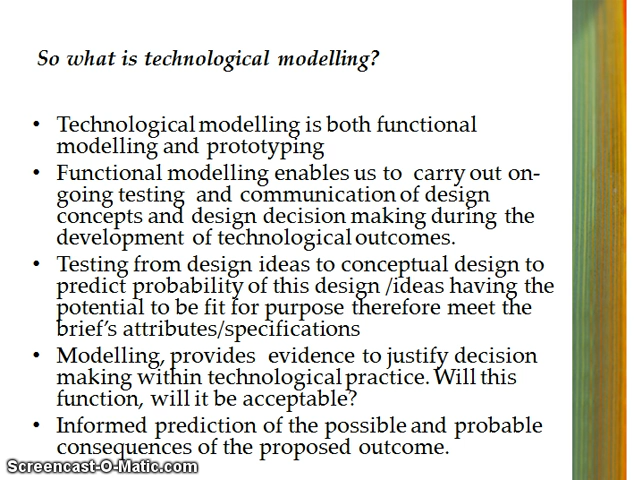 So what is technological modelling?
• Technological modelling is both functional
modelling and prototyping
• Functional modelling enables us to carry out on-
going testing and communication of design
concepts and design decision making during the
development of technological outcomes.
• Testing from design ideas to conceptual design to
predict probability of this design /ideas having the
potential to be fit for purpose therefore meet the
brief's attributes/specifications
• Modelling, provides evidence to justify decision
making within technological practice. Will this
function, will it be acceptable?
• Informed prediction of the possible and probable
consequences of the proposed outcome.
Screencast-O-Matic.com